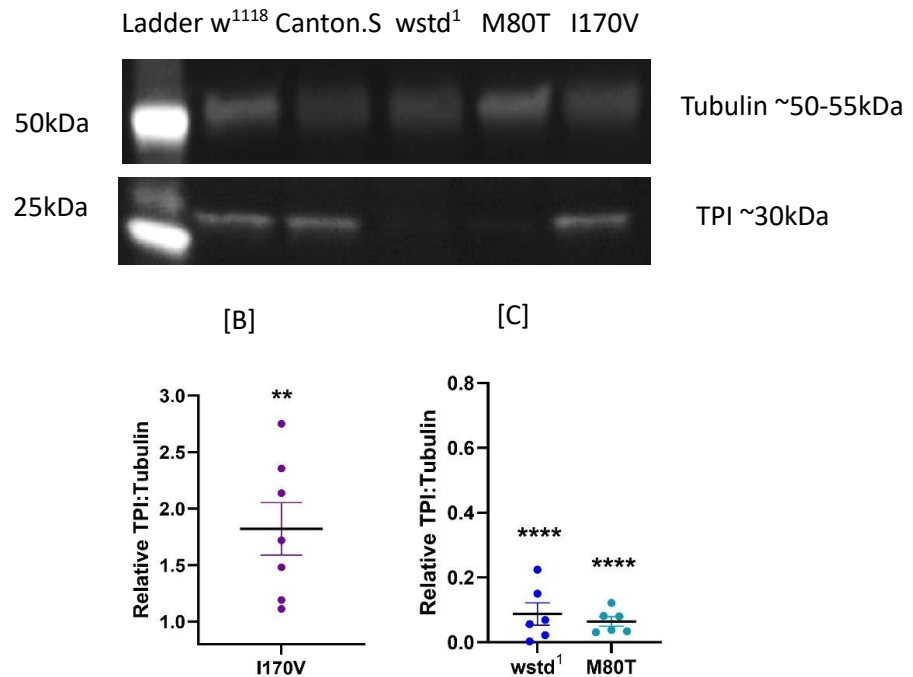 Ladder w¹¹¹⁸ Canton.S wstd¹ M80T I170V
50kDa
Tubulin ~50-55kDa
25kDa
TPI ~30kDa
[B]
[C]
Relative TPI:Tubulin
3.0
2.5
2.0
1.5
1.0
**
I170V
Relative TPI:Tubulin
0.8
0.6
0.4
0.2
0.0
****
****
wstd¹ M80T